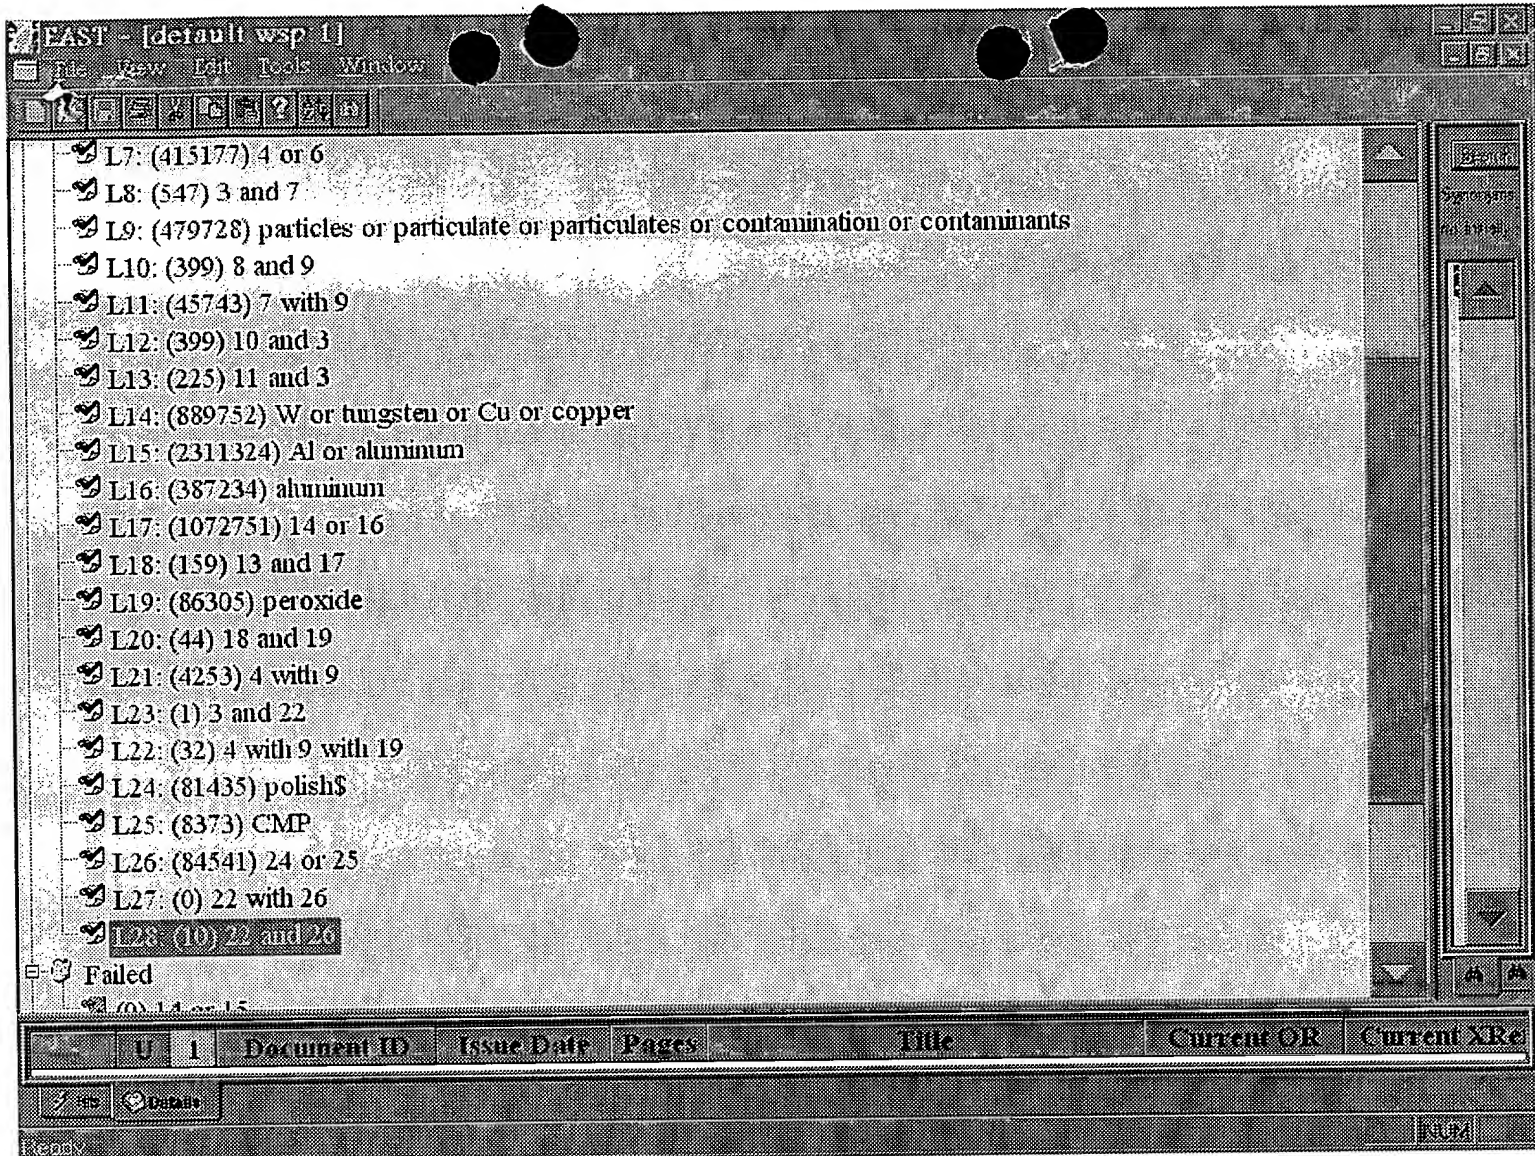 EAST - [default wsp 1]
File View Edit Tools Window
L7: (415177) 4 or 6
L8: (547) 3 and 7
L9: (479728) particles or particulate or particulates or contamination or contaminants
L10: (399) 8 and 9
L11: (45743) 7 with 9
L12: (399) 10 and 3
L13: (225) 11 and 3
L14: (889752) W or tungsten or Cu or copper
L15: (2311324) Al or aluminum
L16: (387234) aluminum
L17: (1072751) 14 or 16
L18: (159) 13 and 17
L19: (86305) peroxide
L20: (44) 18 and 19
L21: (4253) 4 with 9
L23: (1) 3 and 22
L22: (32) 4 with 9 with 19
L24: (81435) polish$
L25: (8373) CMP
L26: (84541) 24 or 25
L27: (0) 22 with 26
L28: (10) 22 and 26
Failed
(0) 14 or 15
U 1 Document ID Issue Date Pages Title Current OR Current XRe
Hits Details
Ready NUM
Search